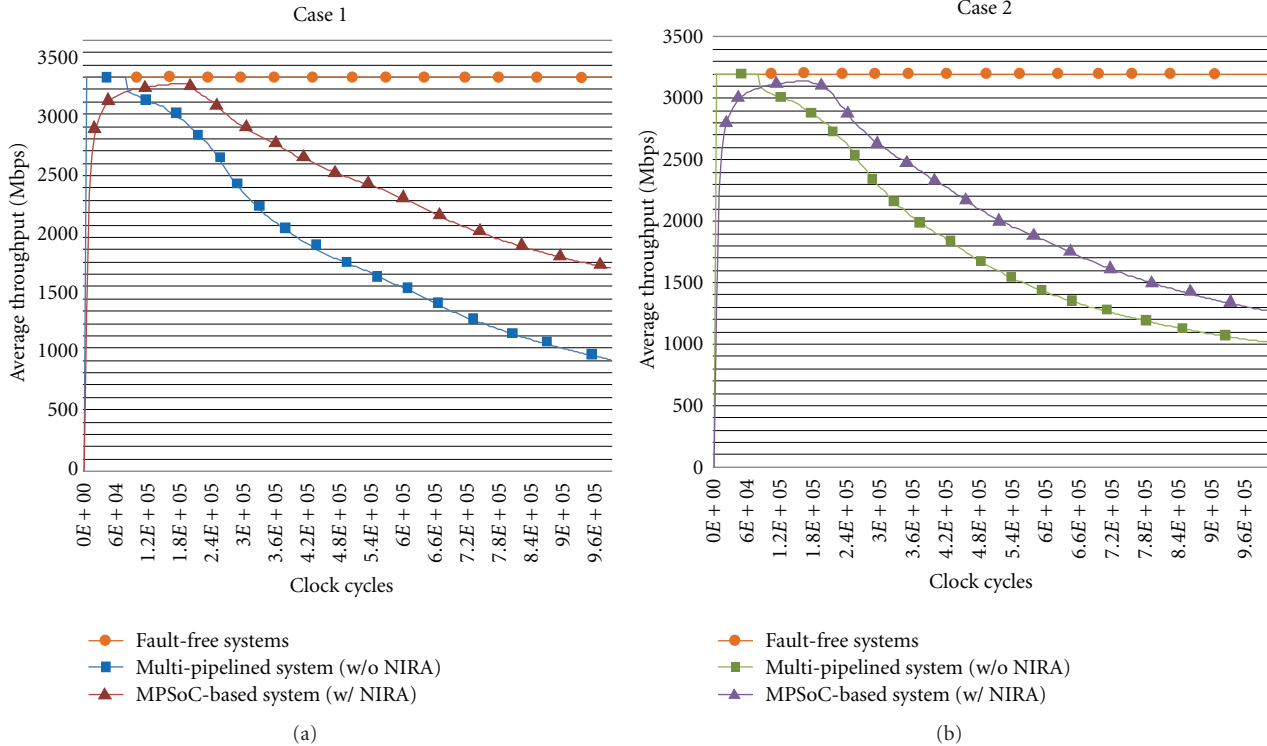 Case 1
Average throughput (Mbps)
3500
3000
2500
2000
1500
1000
500
0
0E + 00
6E + 04
1.2E + 05
1.8E + 05
2.4E + 05
3E + 05
3.6E + 05
4.2E + 05
4.8E + 05
5.4E + 05
6E + 05
6.6E + 05
7.2E + 05
7.8E + 05
8.4E + 05
9E + 05
9.6E + 05
Clock cycles
Fault-free systems
Multi-pipelined system (w/o NIRA)
MPSoC-based system (w/ NIRA)
(a)
Case 2
Average throughput (Mbps)
3500
3000
2500
2000
1500
1000
500
0
0E + 00
6E + 04
1.2E + 05
1.8E + 05
2.4E + 05
3E + 05
3.6E + 05
4.2E + 05
4.8E + 05
5.4E + 05
6E + 05
6.6E + 05
7.2E + 05
7.8E + 05
8.4E + 05
9E + 05
9.6E + 05
Clock cycles
Fault-free systems
Multi-pipelined system (w/o NIRA)
MPSoC-based system (w/ NIRA)
(b)